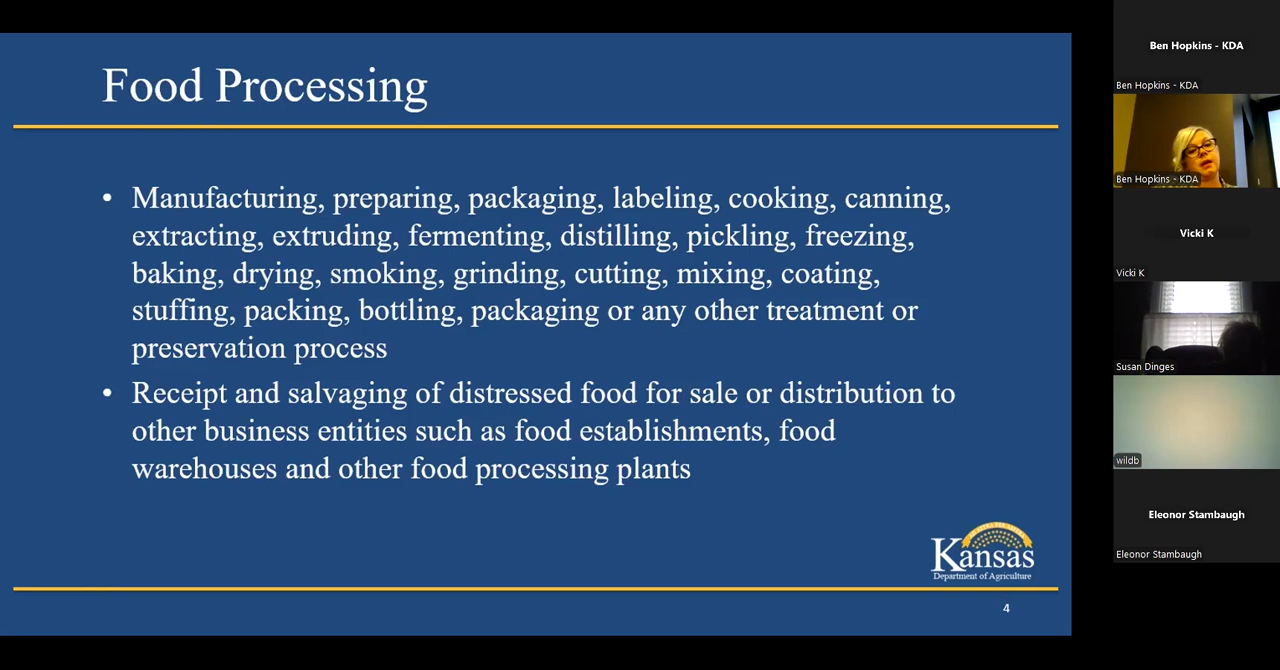 Food Processing
• Manufacturing, preparing, packaging, labeling, cooking, canning,
extracting, extruding, fermenting, distilling, pickling, freezing,
baking, drying, smoking, grinding, cutting, mixing, coating,
stuffing, packing, bottling, packaging or any other treatment or
preservation process
• Receipt and salvaging of distressed food for sale or distribution to
other business entities such as food establishments, food
warehouses and other food processing plants
Kansas
Department of Agriculture
4
Ben Hopkins - KDA
Ben Hopkins - KDA
Ben Hopkins - KDA
Vicki K
Vicki K
Susan Dinges
wildb
Eleonor Stambaugh
Eleonor Stambaugh